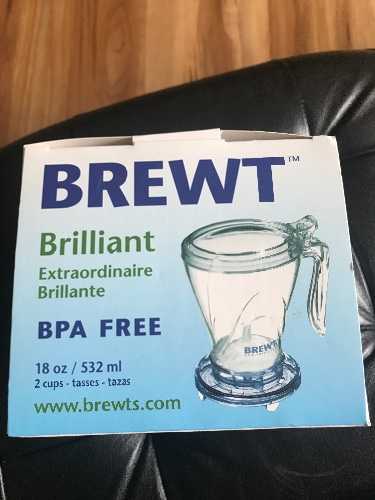 BREWT™
Brilliant
Extraordinaire
Brillante
BPA FREE
18 oz / 532 ml
2 cups - tasses - tazas
www.brewts.com
BREWT